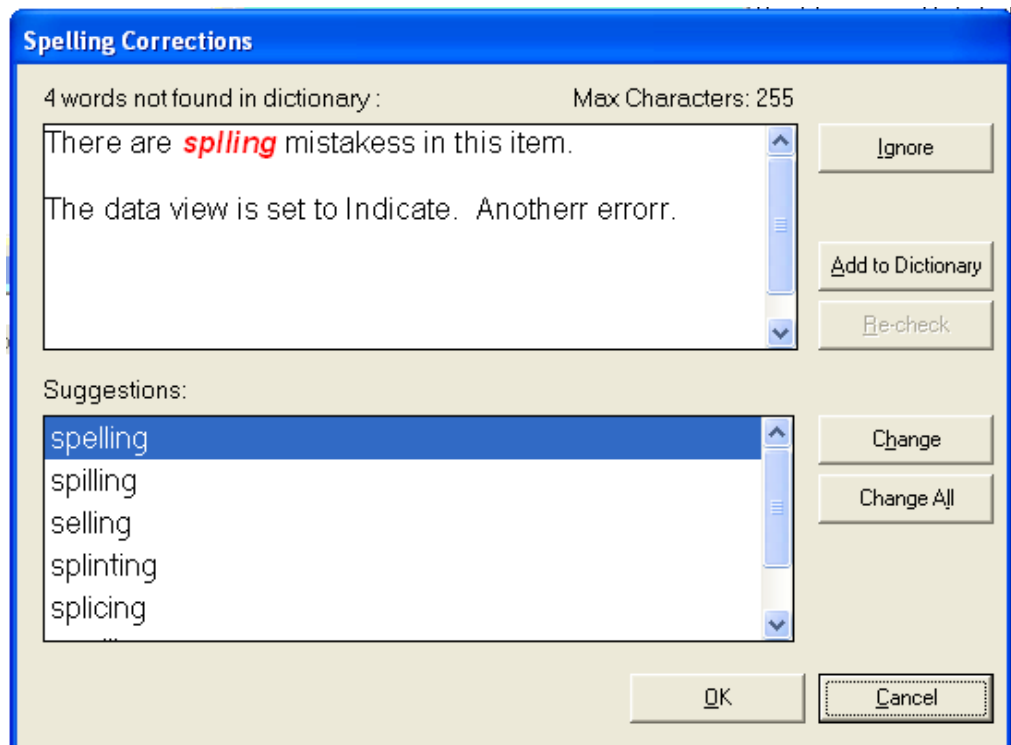 Spelling Corrections
4 words not found in dictionary : Max Characters: 255
There are splling mistakess in this item.
The data view is set to Indicate. Anotherr errorr.
Ignore
Add to Dictionary
Re-check
Suggestions:
spelling
spilling
selling
splinting
splicing
Change
Change All
OK
Cancel